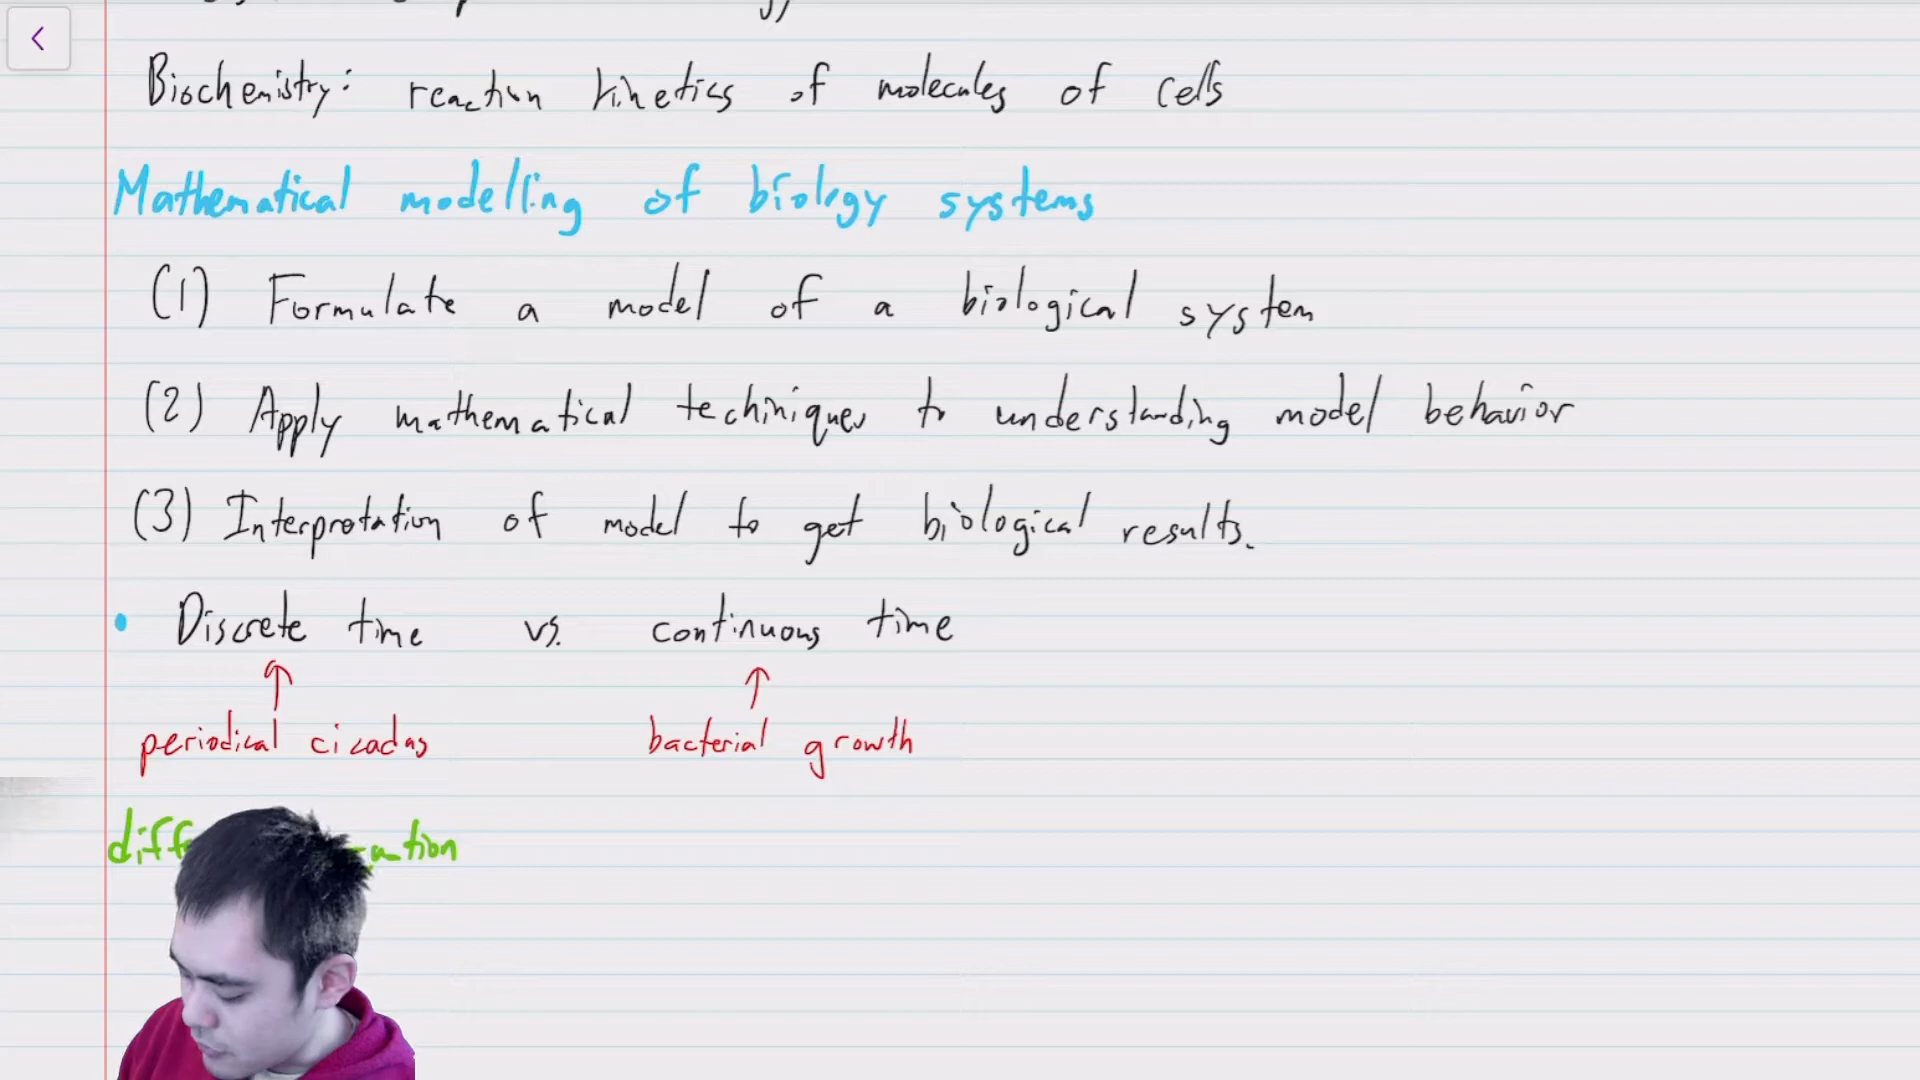 Biochemistry: reaction kinetics of molecules of cells
Mathematical modelling of biology systems
(1) Formulate a model of a biological system
(2) Apply mathematical techiniques to understanding model behavior
(3) Interpretation of model to get biological results.
• Discrete time vs. continuous time
↑ ↑
periodical cicadas bacterial growth